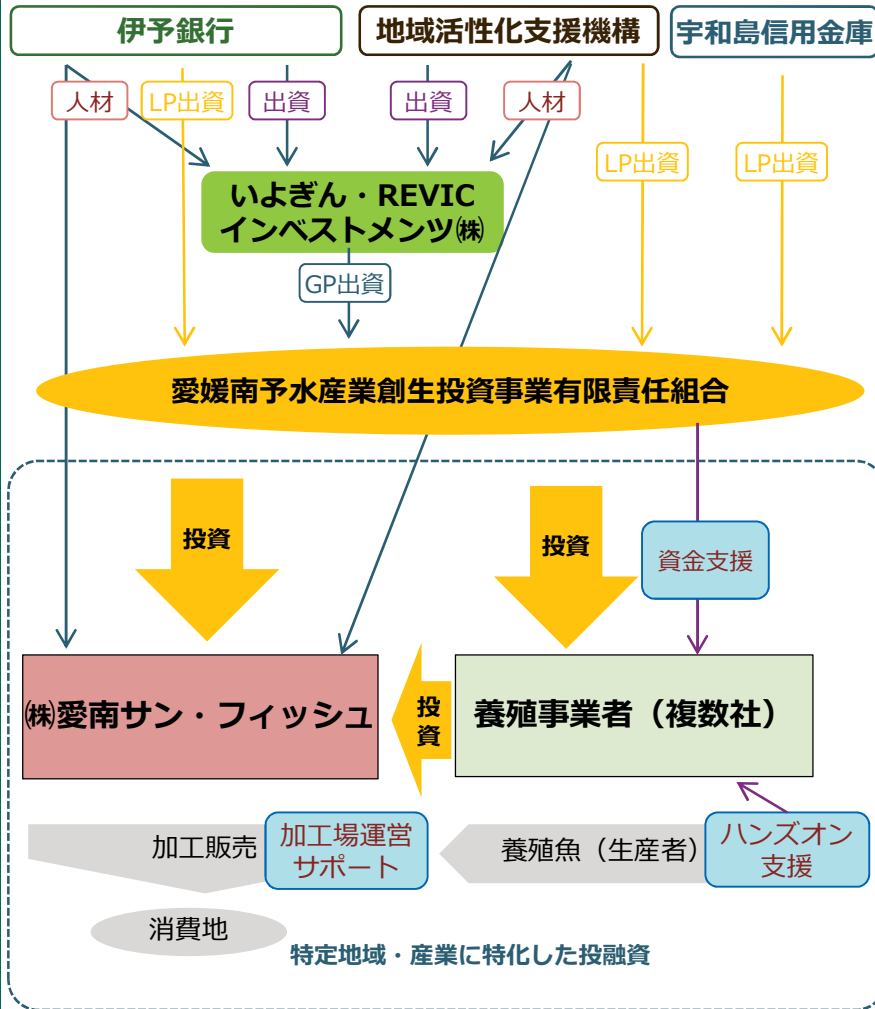 伊予銀行
地域活性化支援機構
宇和島信用金庫
人材
LP出資
出資
出資
人材
LP出資
LP出資
いよぎん・REVIC
インベストメンツ㈱
GP出資
愛媛南予水産業創生投資事業有限責任組合
投資
投資
資金支援
㈱愛南サン・フィッシュ
投資
養殖事業者（複数社）
加工販売
加工場運営
サポート
養殖魚（生産者）
ハンズオン
支援
消費地
特定地域・産業に特化した投融資